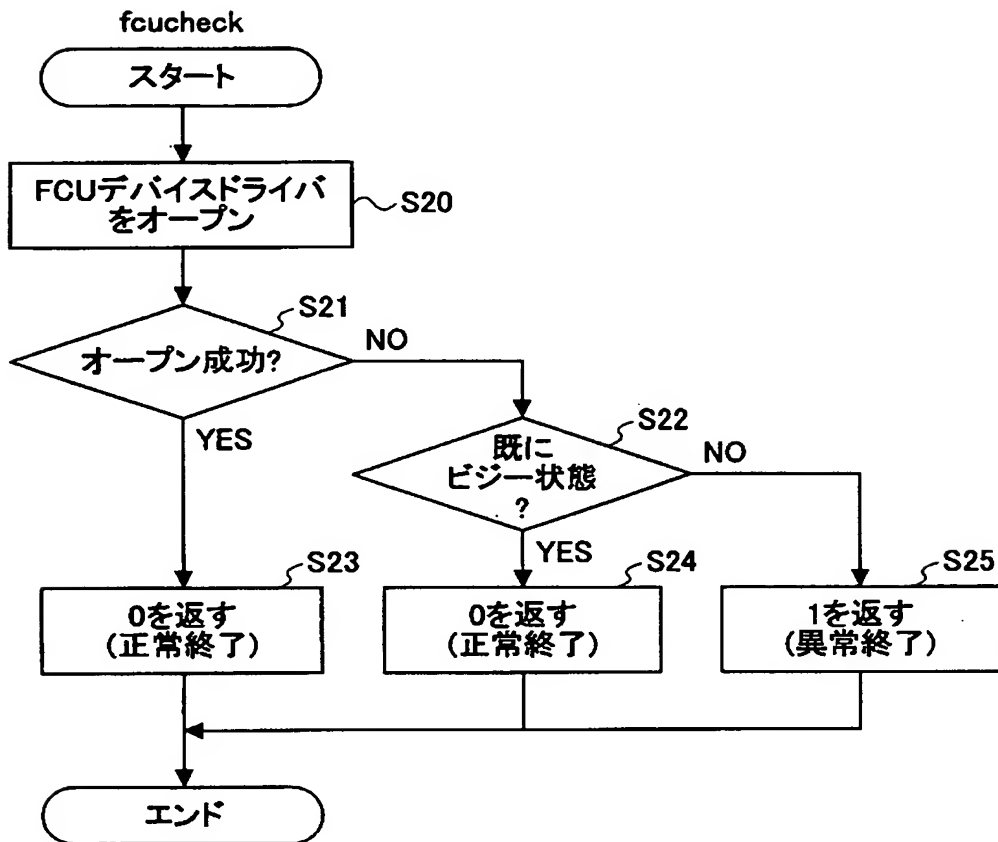 fcucheck
スタート
FCUデバイスドライバ
をオープン
S20
S21
オープン成功?
NO
YES
S22
既に
ビジー状態
?
NO
YES
S23
0を返す
(正常終了)
S24
0を返す
(正常終了)
S25
1を返す
(異常終了)
エンド